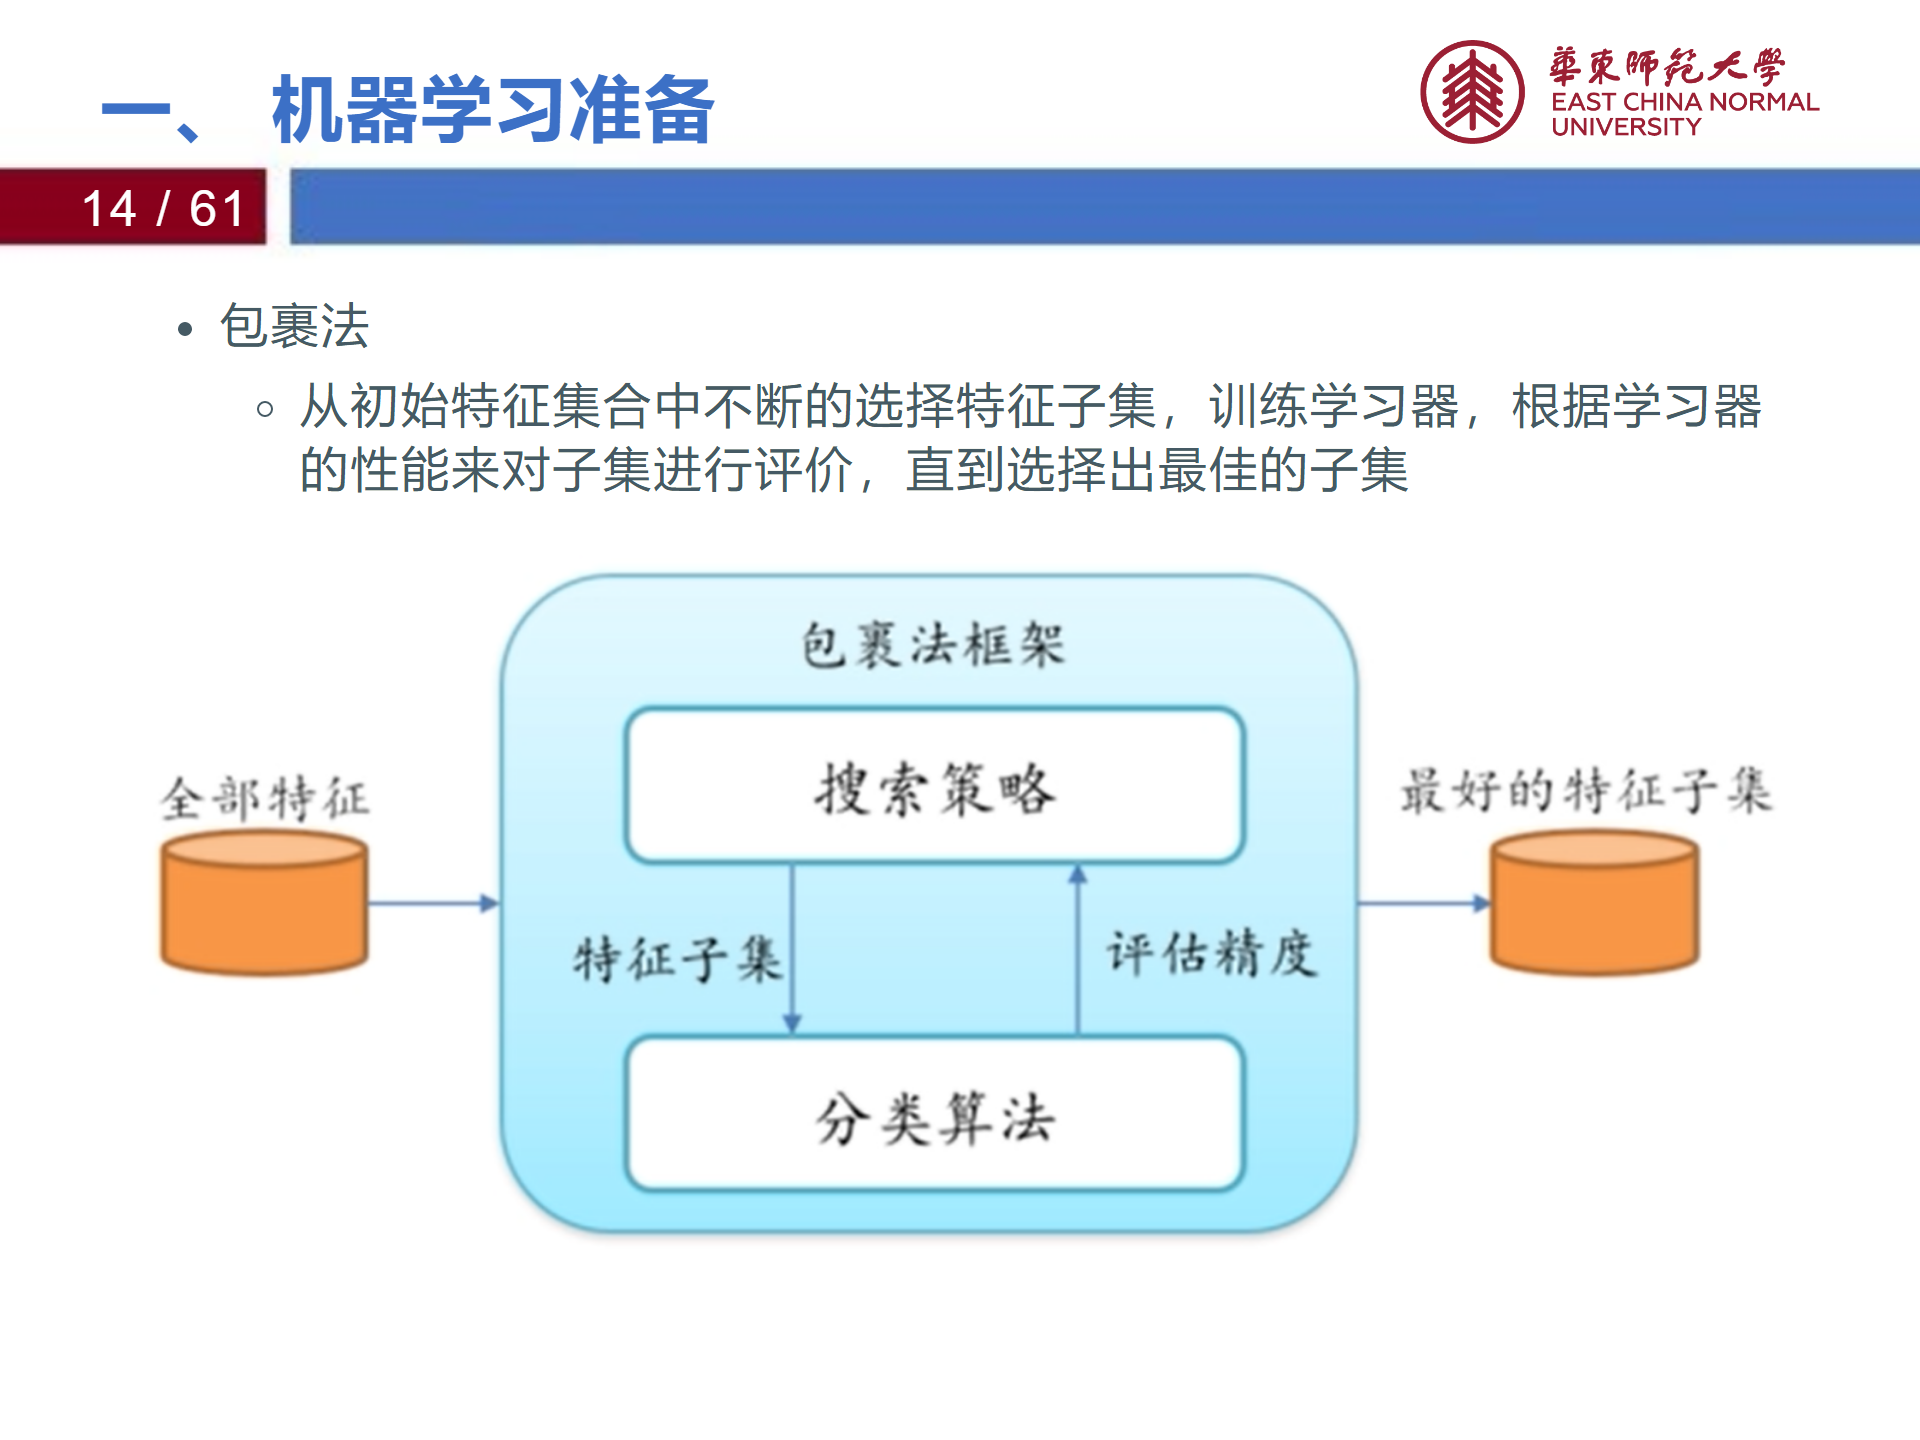 一、 机器学习准备
華東師範大學
EAST CHINA NORMAL
UNIVERSITY
14 / 61
包裹法
从初始特征集合中不断的选择特征子集，训练学习器，根据学习器
的性能来对子集进行评价，直到选择出最佳的子集
包裹法框架
搜索策略
全部特征
最好的特征子集
特征子集
评估精度
分类算法